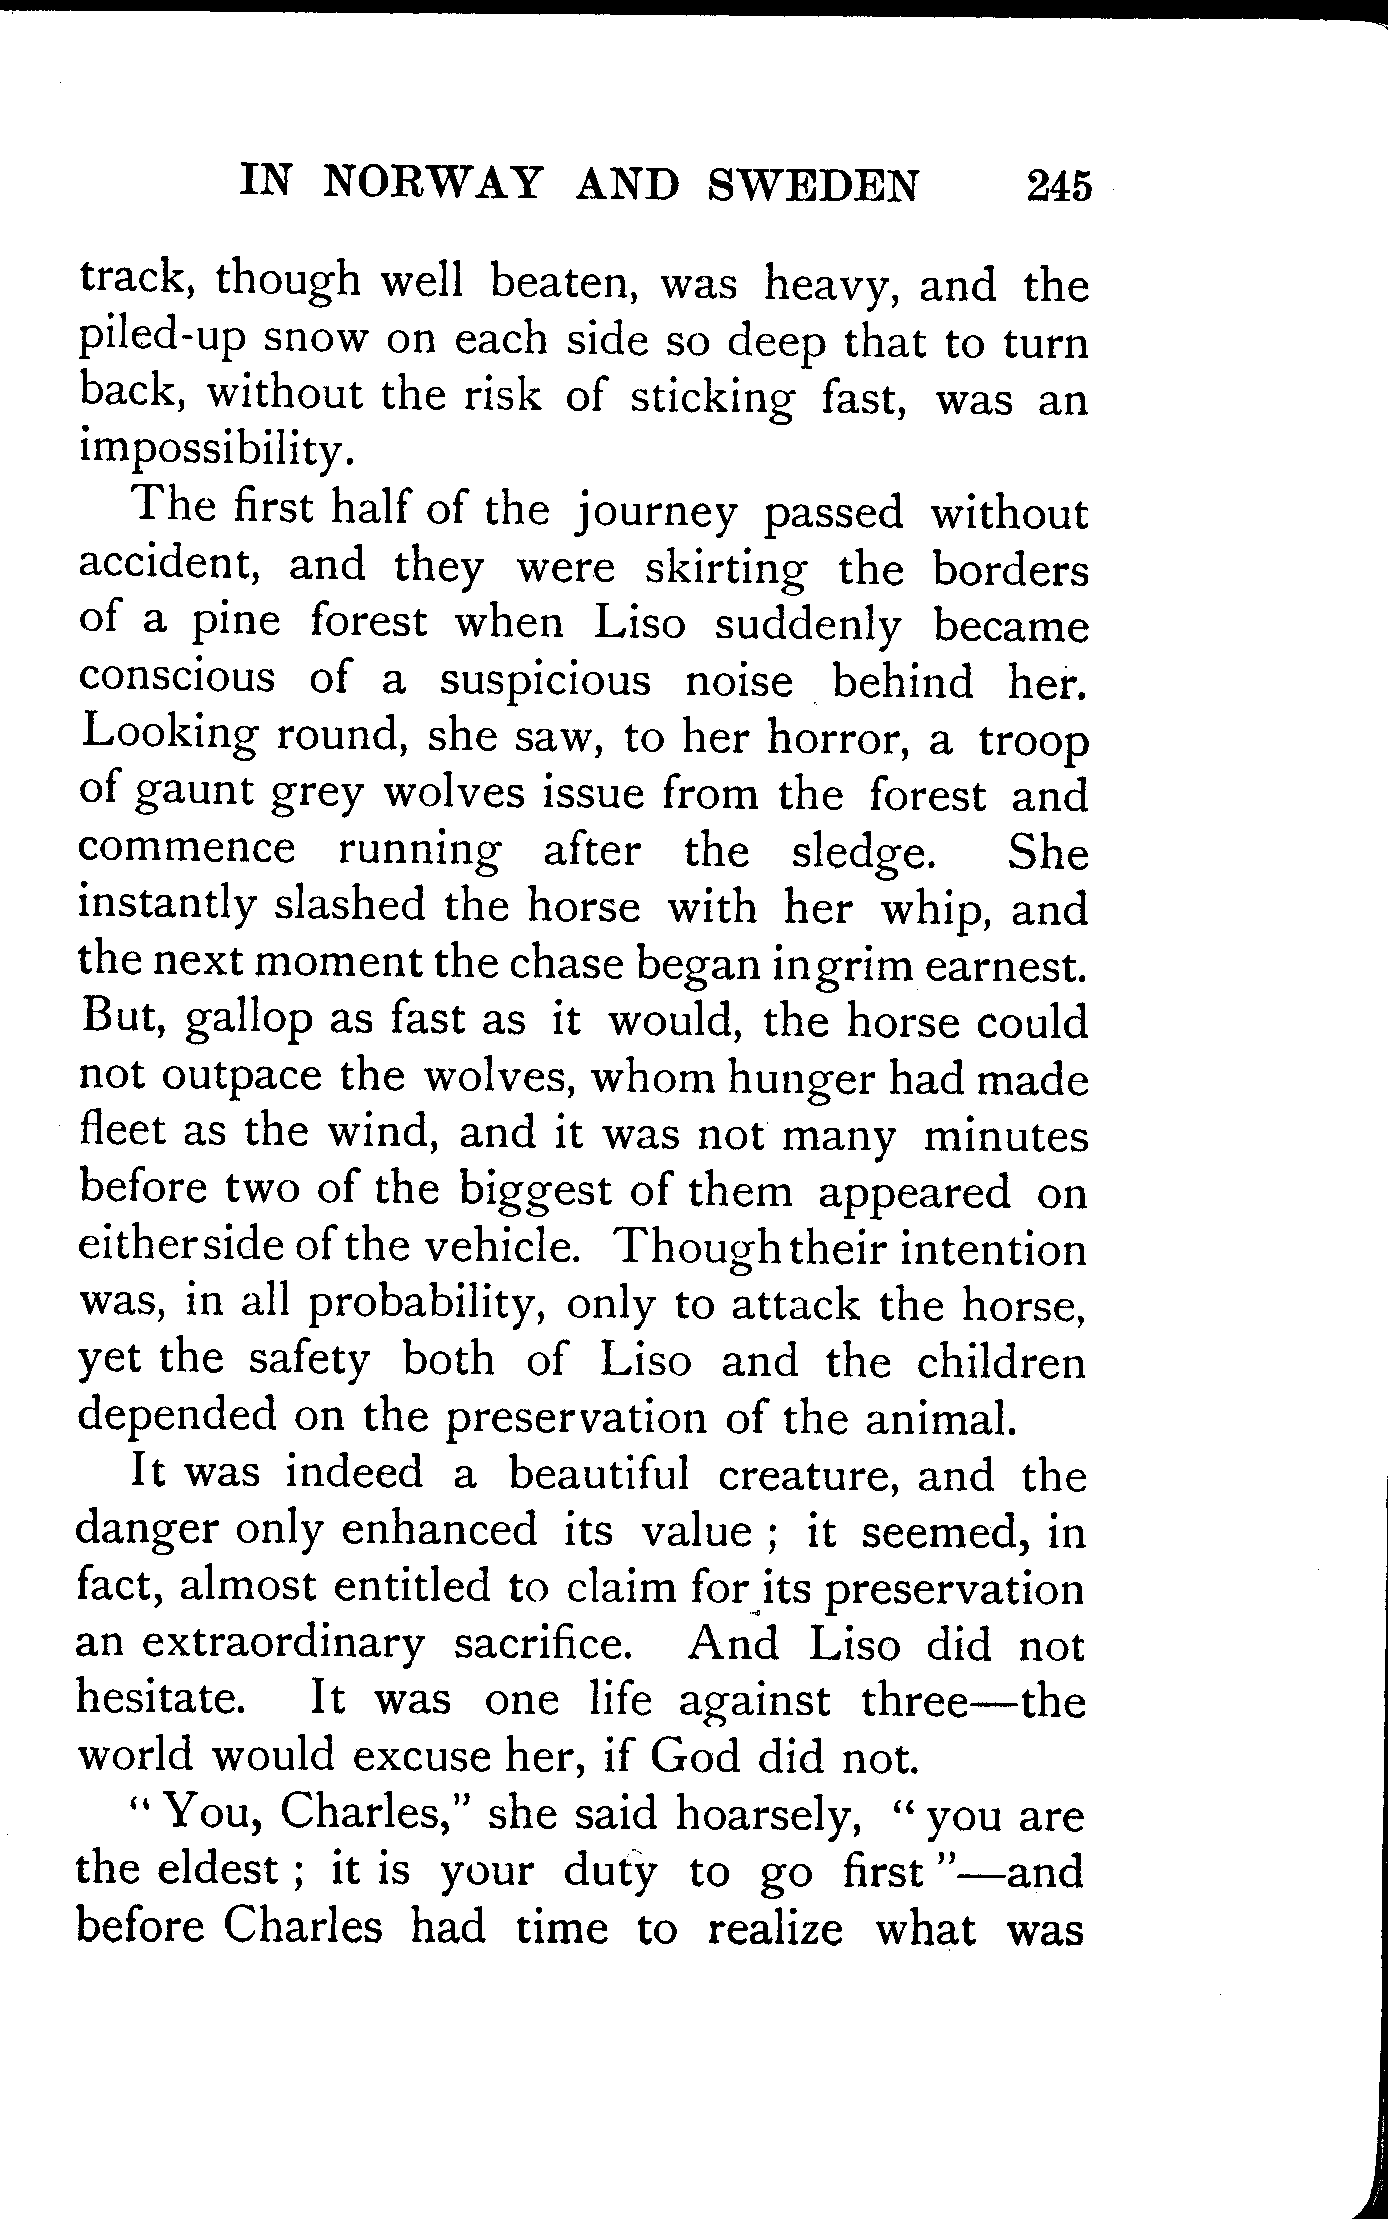 IN NORWAY AND SWEDEN 245
track, though well beaten, was heavy, and the
piled-up snow on each side so deep that to turn
back, without the risk of sticking fast, was an
impossibility.
The first half of the journey passed without
accident, and they were skirting the borders
of a pine forest when Liso suddenly became
conscious of a suspicious noise behind her.
Looking round, she saw, to her horror, a troop
of gaunt grey wolves issue from the forest and
commence running after the sledge. She
instantly slashed the horse with her whip, and
the next moment the chase began in grim earnest.
But, gallop as fast as it would, the horse could
not outpace the wolves, whom hunger had made
fleet as the wind, and it was not many minutes
before two of the biggest of them appeared on
either side of the vehicle. Though their intention
was, in all probability, only to attack the horse,
yet the safety both of Liso and the children
depended on the preservation of the animal.
It was indeed a beautiful creature, and the
danger only enhanced its value ; it seemed, in
fact, almost entitled to claim for its preservation
an extraordinary sacrifice. And Liso did not
hesitate. It was one life against three—the
world would excuse her, if God did not.
“ You, Charles,” she said hoarsely, “ you are
the eldest ; it is your duty to go first ”—and
before Charles had time to realize what was